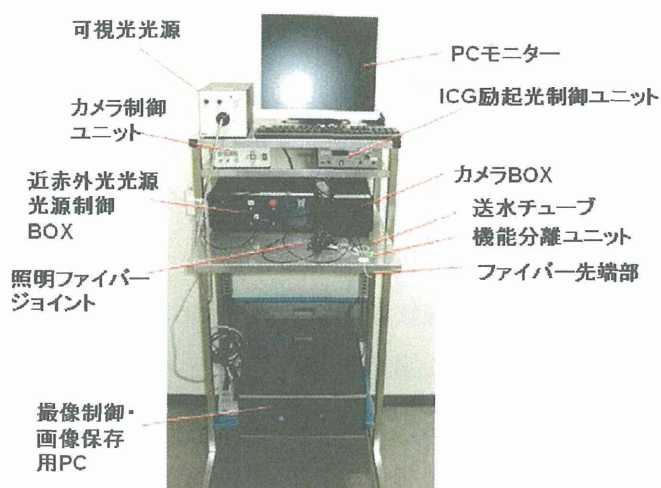 可視光光源
カメラ制御
ユニット
近赤外光光源
光源制御
BOX
照明ファイバー
ジョイント
撮像制御・
画像保存
用PC
PCモニター
ICG励起光制御ユニット
カメラBOX
送水チューブ
機能分離ユニット
ファイバー先端部